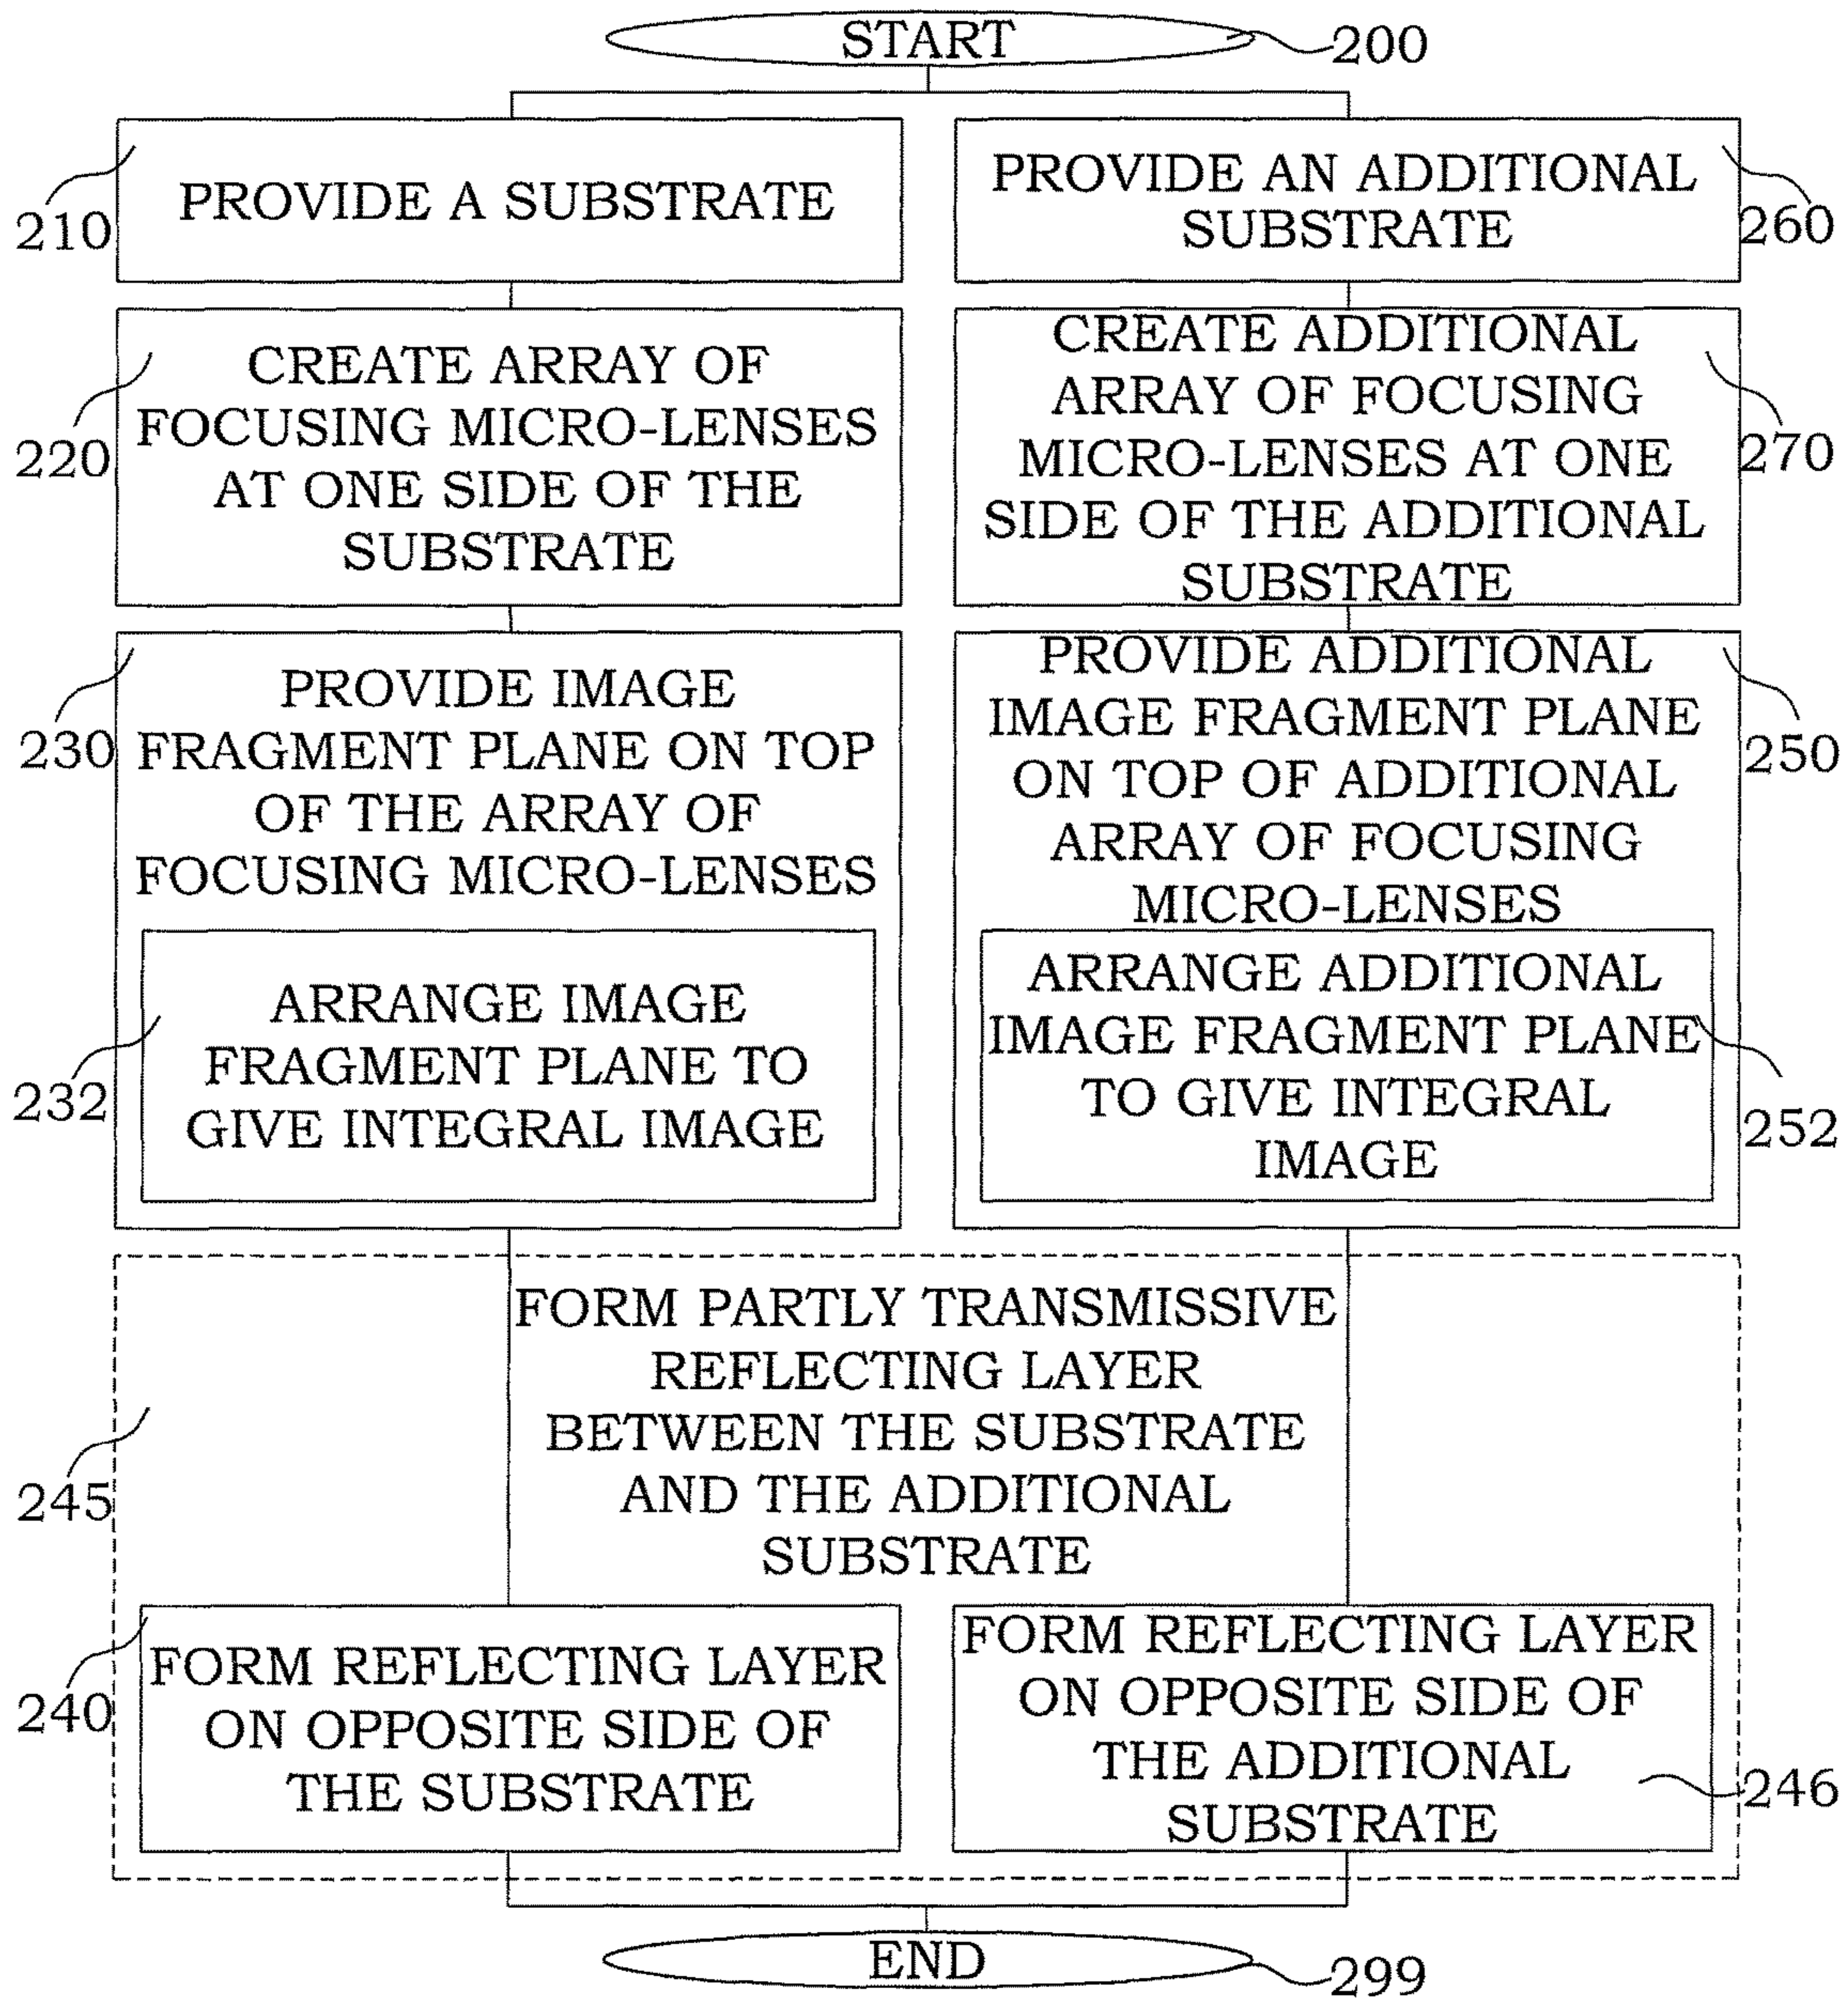 START
200
210
PROVIDE A SUBSTRATE
PROVIDE AN ADDITIONAL
SUBSTRATE
260
220
CREATE ARRAY OF
FOCUSING MICRO-LENSES
AT ONE SIDE OF THE
SUBSTRATE
CREATE ADDITIONAL
ARRAY OF FOCUSING
MICRO-LENSES AT ONE
SIDE OF THE ADDITIONAL
SUBSTRATE
270
230
PROVIDE IMAGE
FRAGMENT PLANE ON TOP
OF THE ARRAY OF
FOCUSING MICRO-LENSES
PROVIDE ADDITIONAL
IMAGE FRAGMENT PLANE
ON TOP OF ADDITIONAL
ARRAY OF FOCUSING
MICRO-LENSES
250
232
ARRANGE IMAGE
FRAGMENT PLANE TO
GIVE INTEGRAL IMAGE
ARRANGE ADDITIONAL
IMAGE FRAGMENT PLANE
TO GIVE INTEGRAL
IMAGE
252
245
FORM PARTLY TRANSMISSIVE
REFLECTING LAYER
BETWEEN THE SUBSTRATE
AND THE ADDITIONAL
SUBSTRATE
240
FORM REFLECTING LAYER
ON OPPOSITE SIDE OF
THE SUBSTRATE
FORM REFLECTING LAYER
ON OPPOSITE SIDE OF
THE ADDITIONAL
SUBSTRATE
246
END
299